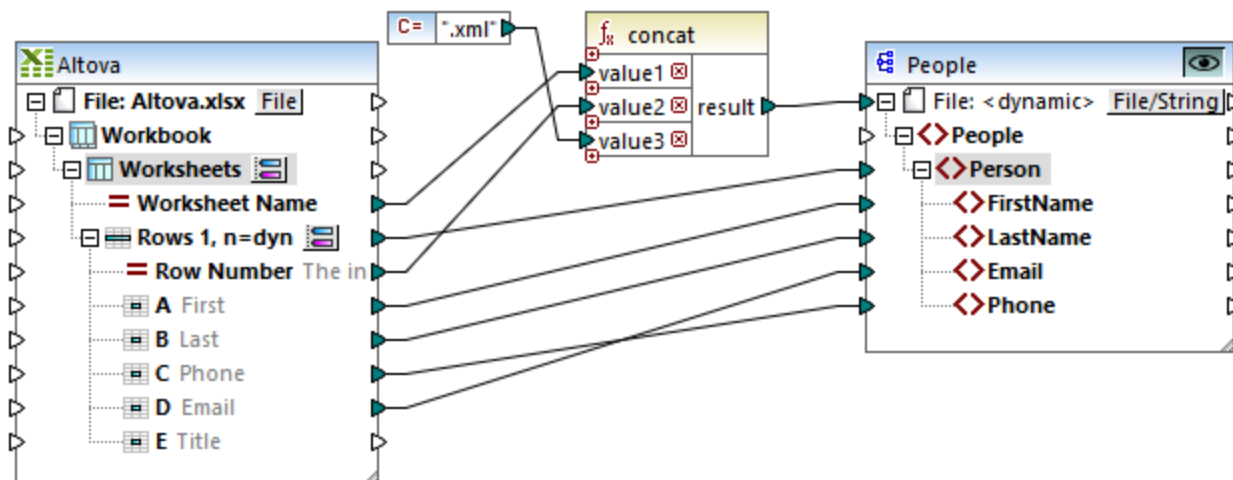 C= ".xml"
concat
value1
value2
value3
result
Altova
File: Altova.xlsx File
Workbook
Worksheets
Worksheet Name
Rows 1, n=dyn
Row Number The in
A First
B Last
C Phone
D Email
E Title
People
File: <dynamic> File/String
People
Person
FirstName
LastName
Email
Phone